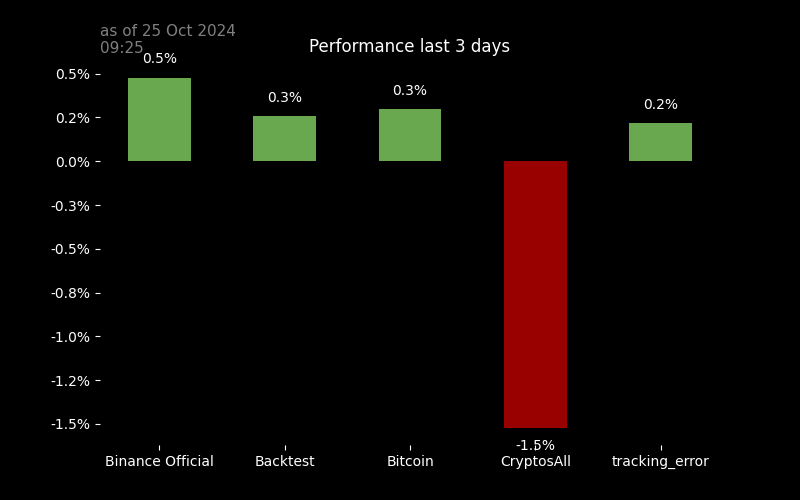 as of 25 Oct 2024
09:25
Performance last 3 days
0.5%
0.3%
0.3%
-1.5%
0.2%
0.5%
0.2%
0.0%
-0.3%
-0.5%
-0.8%
-1.0%
-1.2%
-1.5%
Binance Official
Backtest
Bitcoin
CryptosAll
tracking_error